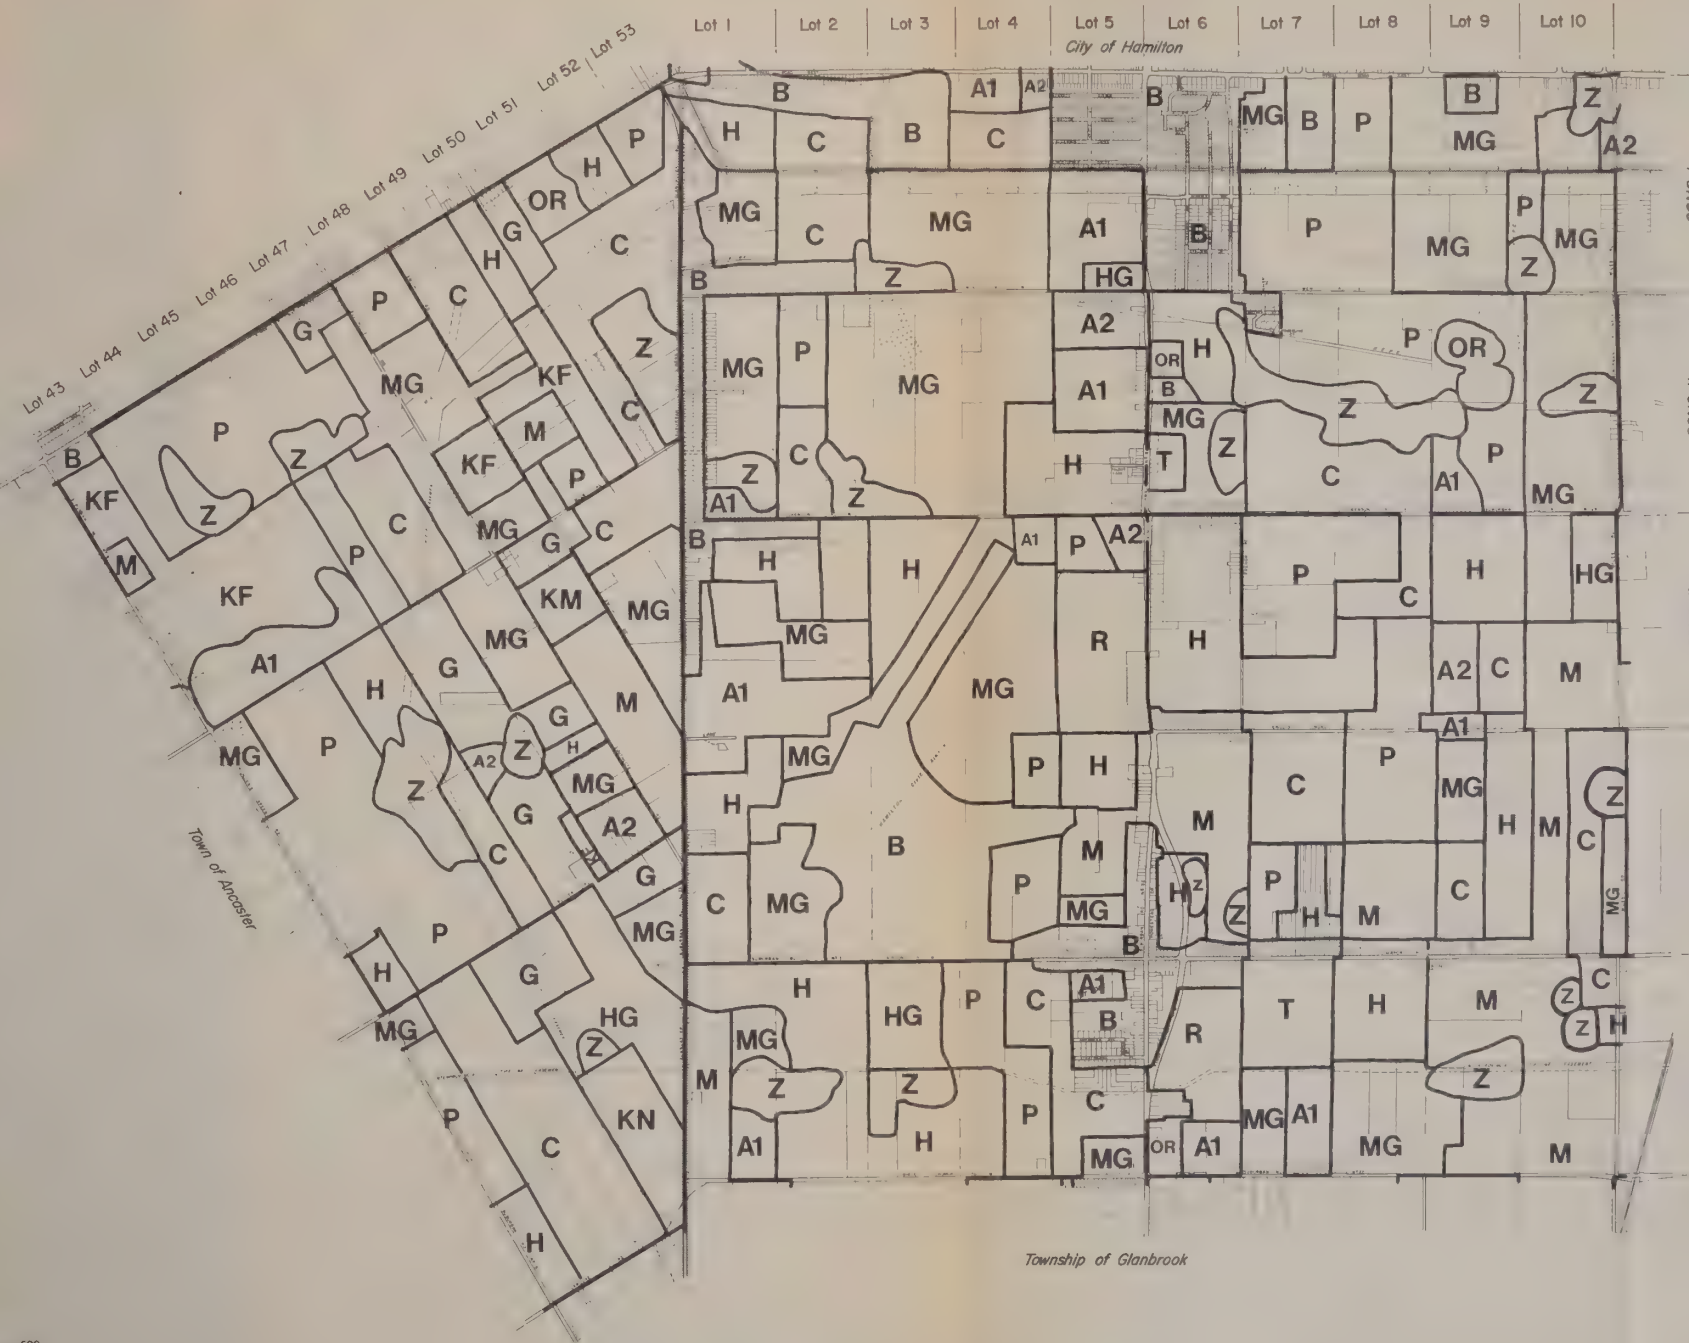 Lot 1 Lot 2 Lot 3 Lot 4 Lot 5 Lot 6 Lot 7 Lot 8 Lot 9 Lot 10
City of Hamilton
Lot 43 Lot 44 Lot 45 Lot 46 Lot 47 Lot 48 Lot 49 Lot 50 Lot 51 Lot 52 Lot 53
B A1 A2 B MG B P B Z
H C B C MG A2
P H OR G H C P G
MG C MG A1 B P MG P MG
B Z HG Z
C Z C KF MG
P Z Z B KF M
MG P MG A2 OR H P OR
A1 B Z Z
MG Z
C H T C A1 P MG
Z A1 Z
M KF P C MG G C
KF P C
A1
B H H A1 P A2 H P C H HG
MG R
A1 MG A2 C M
KM MG MG G H
M G H MG A2 KF G
A2 Z G C
MG P Z P
MG P H C P A1
H B M MG H M C Z
C MG P M H Z Z P H M C MG
MG B
G MG
H MG G HG Z
H HG P C A1 B R T H M Z C
Z H
M MG Z Z Z
A1 H P C MG OR A1 MG A1 MG M
P C KN
H
Town of Ancaster
Township of Glanbrook